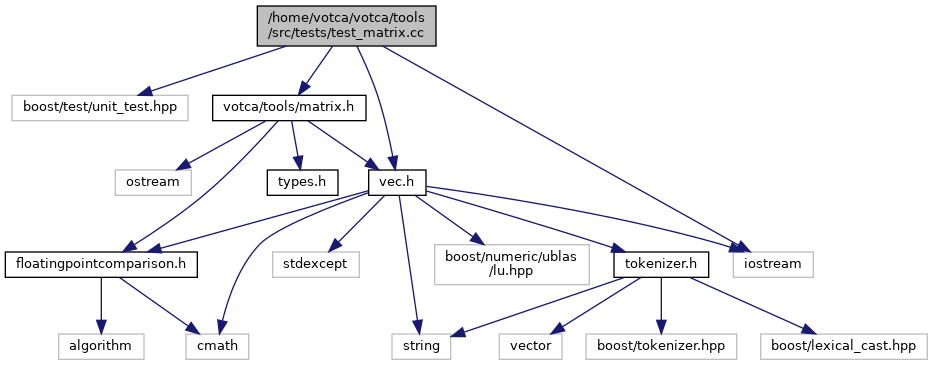 /home/votca/votca/tools
/src/tests/test_matrix.cc
boost/test/unit_test.hpp
votca/tools/matrix.h
ostream
types.h
vec.h
floatingpointcomparison.h
stdexcept
boost/numeric/ublas
/lu.hpp
tokenizer.h
iostream
algorithm
cmath
string
vector
boost/tokenizer.hpp
boost/lexical_cast.hpp